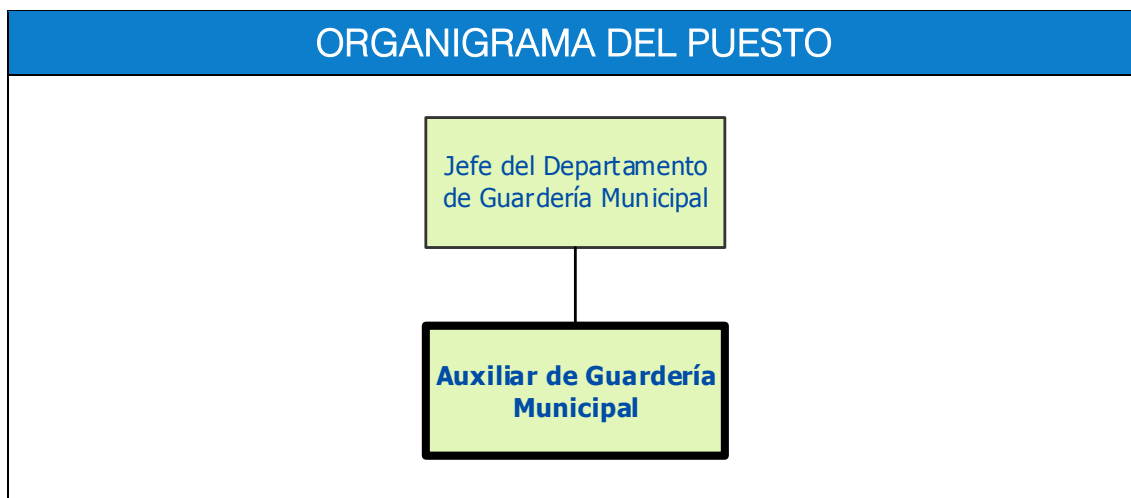 ORGANIGRAMA DEL PUESTO
Jefe del Departamento
de Guardería Municipal
Auxiliar de Guardería
Municipal